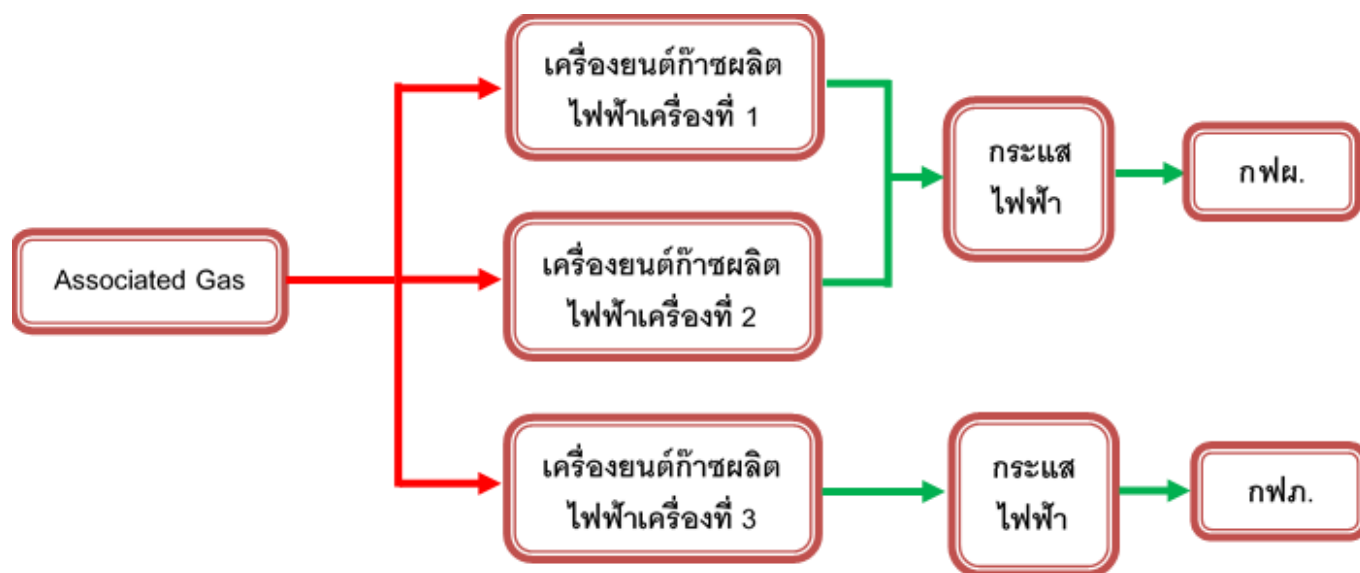 Associated Gas
เครื่องยนต์ก๊าซผลิต
ไฟฟ้าเครื่องที่ 1
เครื่องยนต์ก๊าซผลิต
ไฟฟ้าเครื่องที่ 2
เครื่องยนต์ก๊าซผลิต
ไฟฟ้าเครื่องที่ 3
กระแส
ไฟฟ้า
กฟผ.
กระแส
ไฟฟ้า
กฟภ.